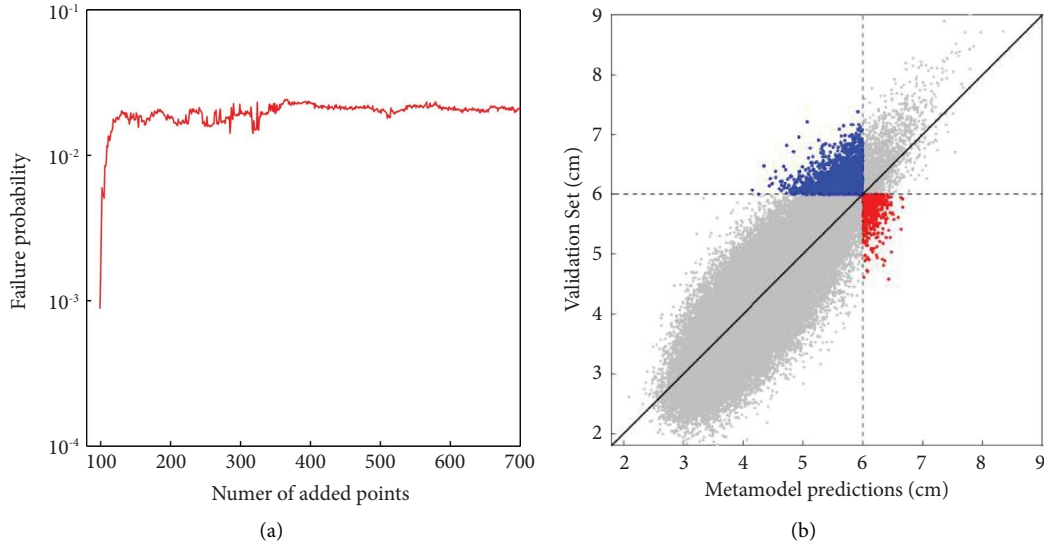 10-1
10-2
10-3
10-4
Failure probability
100 200 300 400 500 600 700
Numer of added points
(a)
9
8
7
6
5
4
3
2
Validation Set (cm)
2 3 4 5 6 7 8 9
Metamodel predictions (cm)
(b)